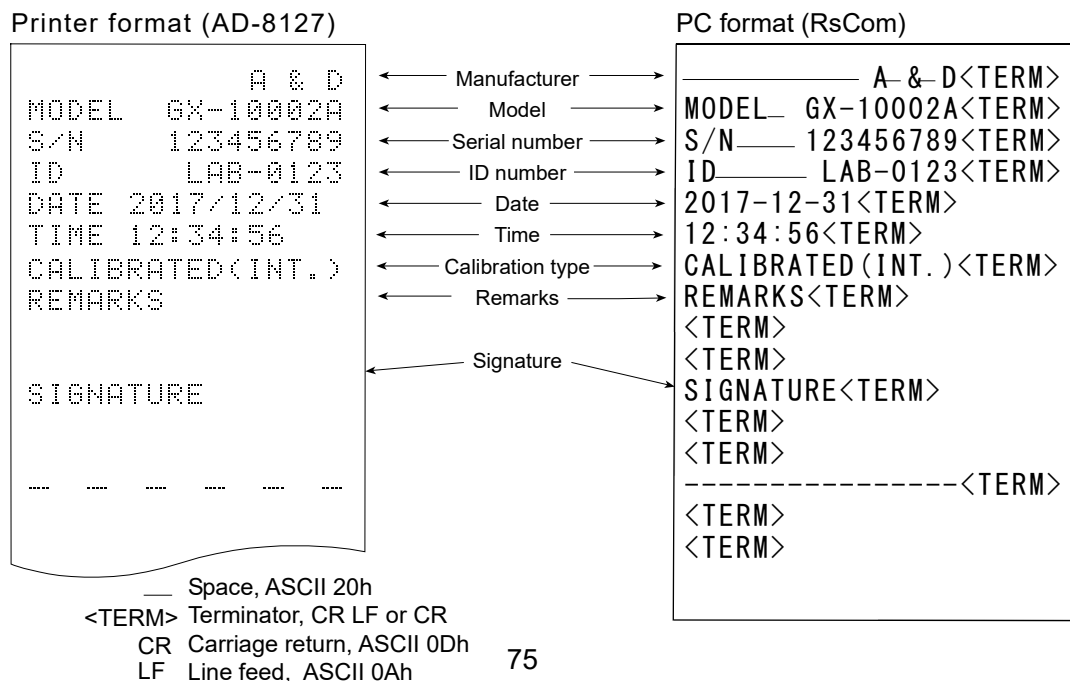 Printer format (AD-8127)
A & D
MODEL GX-10002A
S/N 123456789
ID LAB-0123
DATE 2017/12/31
TIME 12:34:56
CALIBRATED(INT.)
REMARKS
SIGNATURE
Manufacturer
Model
Serial number
ID number
Date
Time
Calibration type
Remarks
Signature
PC format (RsCom)
A & D<TERM>
MODEL GX-10002A<TERM>
S/N 123456789<TERM>
ID LAB-0123<TERM>
2017-12-31<TERM>
12:34:56<TERM>
CALIBRATED(INT.)<TERM>
REMARKS<TERM>
<TERM>
<TERM>
SIGNATURE<TERM>
<TERM>
<TERM>
----------------<TERM>
<TERM>
<TERM>
__ Space, ASCII 20h
<TERM> Terminator, CR LF or CR
CR Carriage return, ASCII 0Dh
LF Line feed, ASCII 0Ah
75